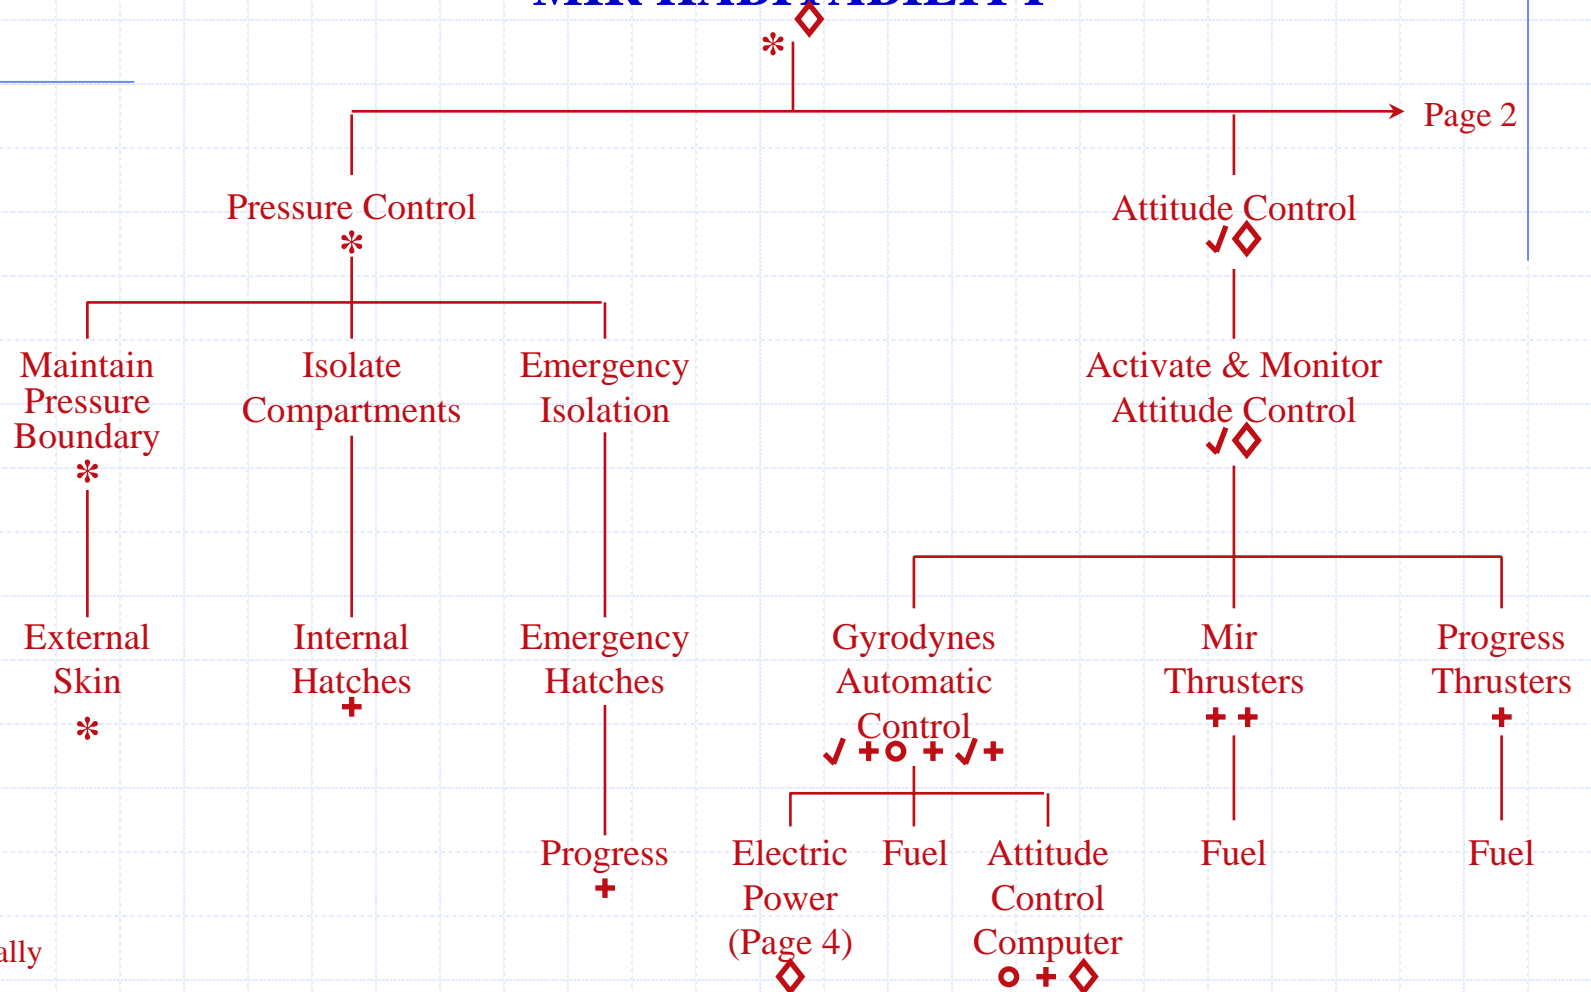 MIR HABITABILITY
Page 2
Pressure Control
Attitude Control
Maintain
Pressure
Boundary
Isolate
Compartments
Emergency
Isolation
Activate & Monitor
Attitude Control
External
Skin
Internal
Hatches
Emergency
Hatches
Gyrodynes
Automatic
Control
Mir
Thrusters
Progress
Thrusters
Progress
Electric
Power
(Page 4)
Fuel
Attitude
Control
Computer
Fuel
Fuel
ally